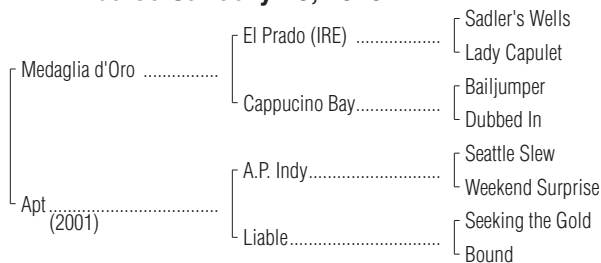 Sadler's Wells
El Prado (IRE) ...................
Lady Capulet
Medaglia d'Oro ................
Bailjumper
Cappucino Bay...................
Dubbed In
Seattle Slew
A.P. Indy..............................
Weekend Surprise
Apt.....................................
(2001)
Seeking the Gold
Liable..................................
Bound